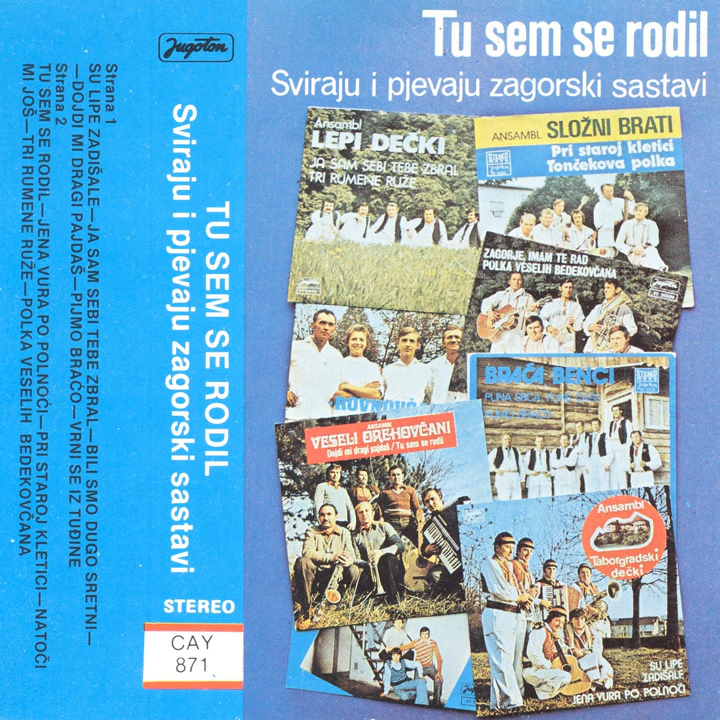 Jugoton
Tu sem se rodil
Sviraju i pjevaju zagorski sastavi
Ansambl
LEPI DEČKI
JA SAM SEBI TEBE ZBRAL
TRI RUMENE RUŽE
ANSAMBL SLOŽNI BRATI
Pri staroj kletici
Tončekova polka
ZAGORJE, IMAM TE RAD
POLKA VESELIH BEDEKOVČANA
BRAĆA BENCI
ANSAMBL
VESELI OREHOVČANI
Dojdi mi dragi pajdaš / Tu sem se rodil
Ansambl
Taborgradski
dečki
SU LIPE
ZADIŠALE
JENA VURA PO POLNOĆI
TU SEM SE RODIL
Sviraju i pjevaju zagorski sastavi
Strana 1
SU LIPE ZADIŠALE—JA SAM SEBI TEBE ZBRAL—BILI SMO DUGO SRETNI—
—DOJDI MI DRAGI PAJDAŠ—PIJMO BRAĆO—VRNI SE IZ TUĐINE
Strana 2
TU SEM SE RODIL—JENA VURA PO POLNOĆI—PRI STAROJ KLETICI—NATOČI
MI JOŠ—TRI RUMENE RUŽE—POLKA VESELIH BEDEKOVČANA
STEREO
CAY
871